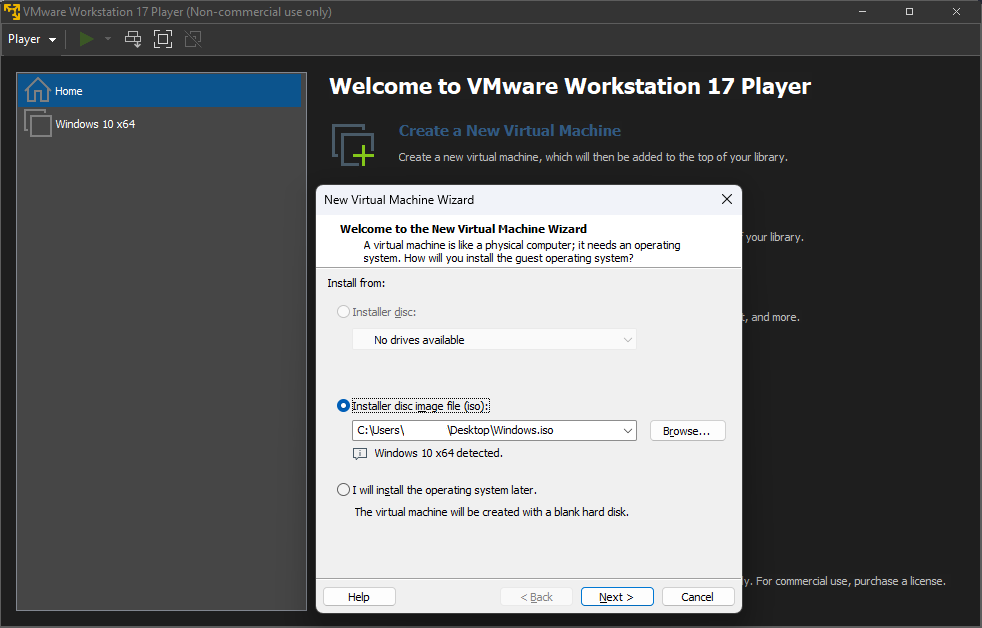 VMware Workstation 17 Player (Non-commercial use only)
Player
Home
Windows 10 x64
Welcome to VMware Workstation 17 Player
Create a New Virtual Machine
Create a new virtual machine, which will then be added to the top of your library.
your library.
t, and more.
y. For commercial use, purchase a license.
New Virtual Machine Wizard
Welcome to the New Virtual Machine Wizard
A virtual machine is like a physical computer; it needs an operating
system. How will you install the guest operating system?
Install from:
Installer disc:
No drives available
Installer disc image file (iso):
C:\Users\ \Desktop\Windows.iso
Browse...
Windows 10 x64 detected.
I will install the operating system later.
The virtual machine will be created with a blank hard disk.
Help
< Back
Next >
Cancel